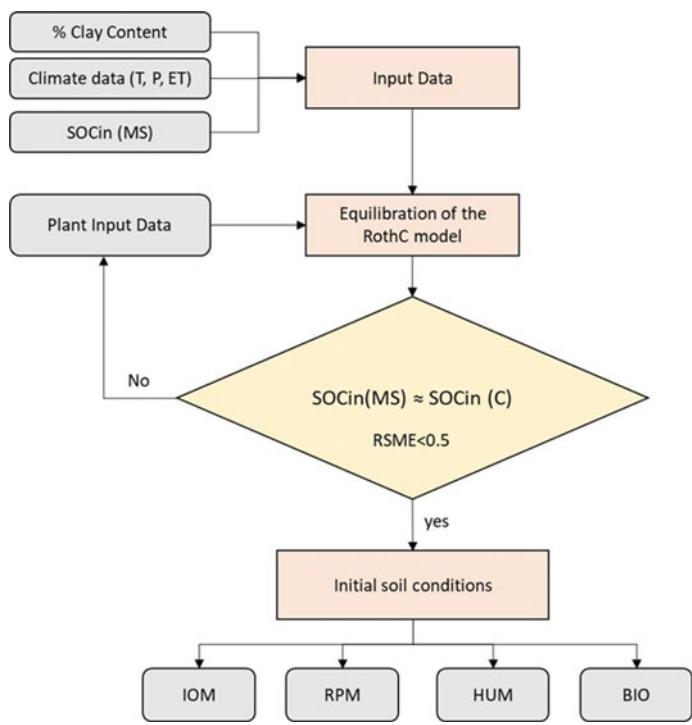 % Clay Content
Climate data (T, P, ET)
SOCin (MS)
Input Data
Plant Input Data
Equilibration of the
RothC model
No
SOCin(MS) ≈ SOCin (C)
RSME<0.5
yes
Initial soil conditions
IOM
RPM
HUM
BIO